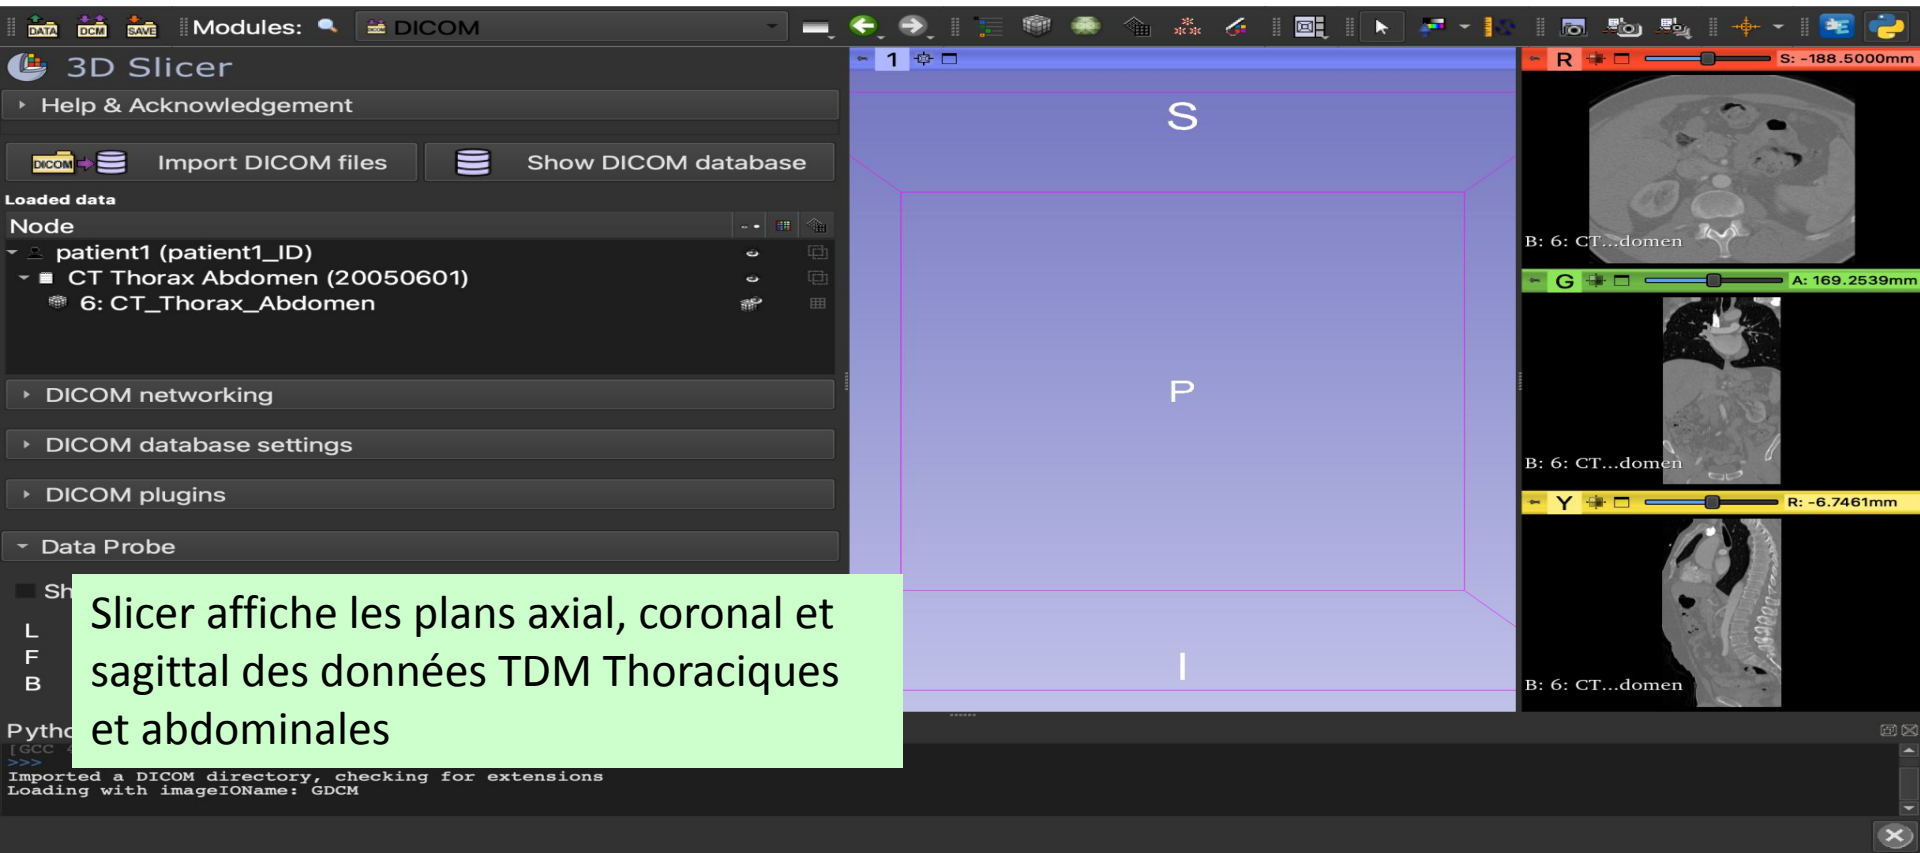 DATA DCM SAVE Modules: DICOM
3D Slicer
Help & Acknowledgement
DICOM Import DICOM files Show DICOM database
Loaded data
Node
patient1 (patient1_ID)
CT Thorax Abdomen (20050601)
6: CT_Thorax_Abdomen
DICOM networking
DICOM database settings
DICOM plugins
Data Probe
L
F
B
Slicer affiche les plans axial, coronal et
sagittal des données TDM Thoraciques
et abdominales
[GCC
>>>
Imported a DICOM directory, checking for extensions
Loading with imageIOName: GDCM
1
S
P
I
R S: -188.5000mm
B: 6: CT...domen
G A: 169.2539mm
B: 6: CT...domen
Y R: -6.7461mm
B: 6: CT...domen